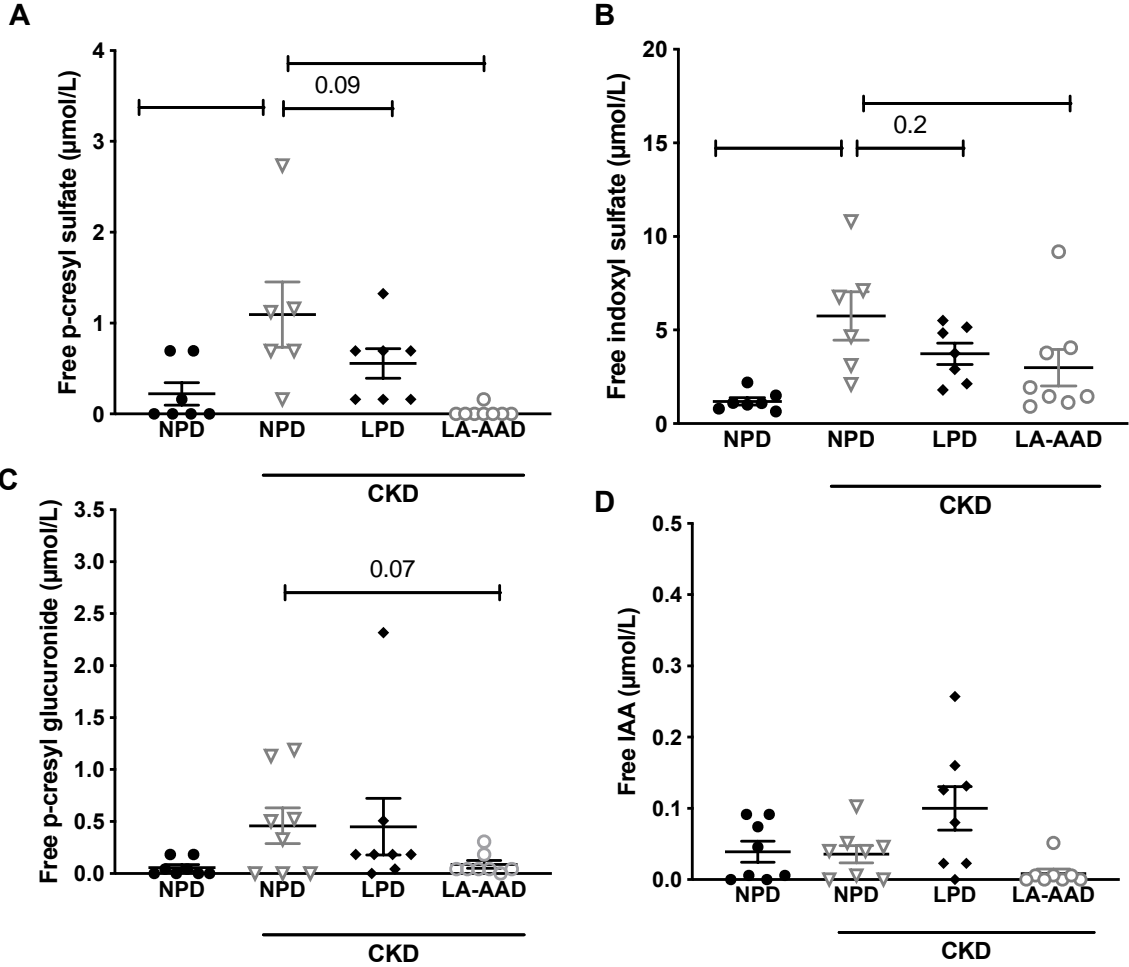 A
Free p-cresyl sulfate (µmol/L)
4
3
2
1
0
0.09
NPD NPD LPD LA-AAD
CKD
B
Free indoxyl sulfate (µmol/L)
20
15
10
5
0
0.2
NPD NPD LPD LA-AAD
CKD
C
Free p-cresyl glucuronide (µmol/L)
3.5
3.0
2.5
2.0
1.5
1.0
0.5
0.0
0.07
NPD NPD LPD LA-AAD
CKD
D
Free IAA (µmol/L)
0.5
0.4
0.3
0.2
0.1
0.0
NPD NPD LPD LA-AAD
CKD